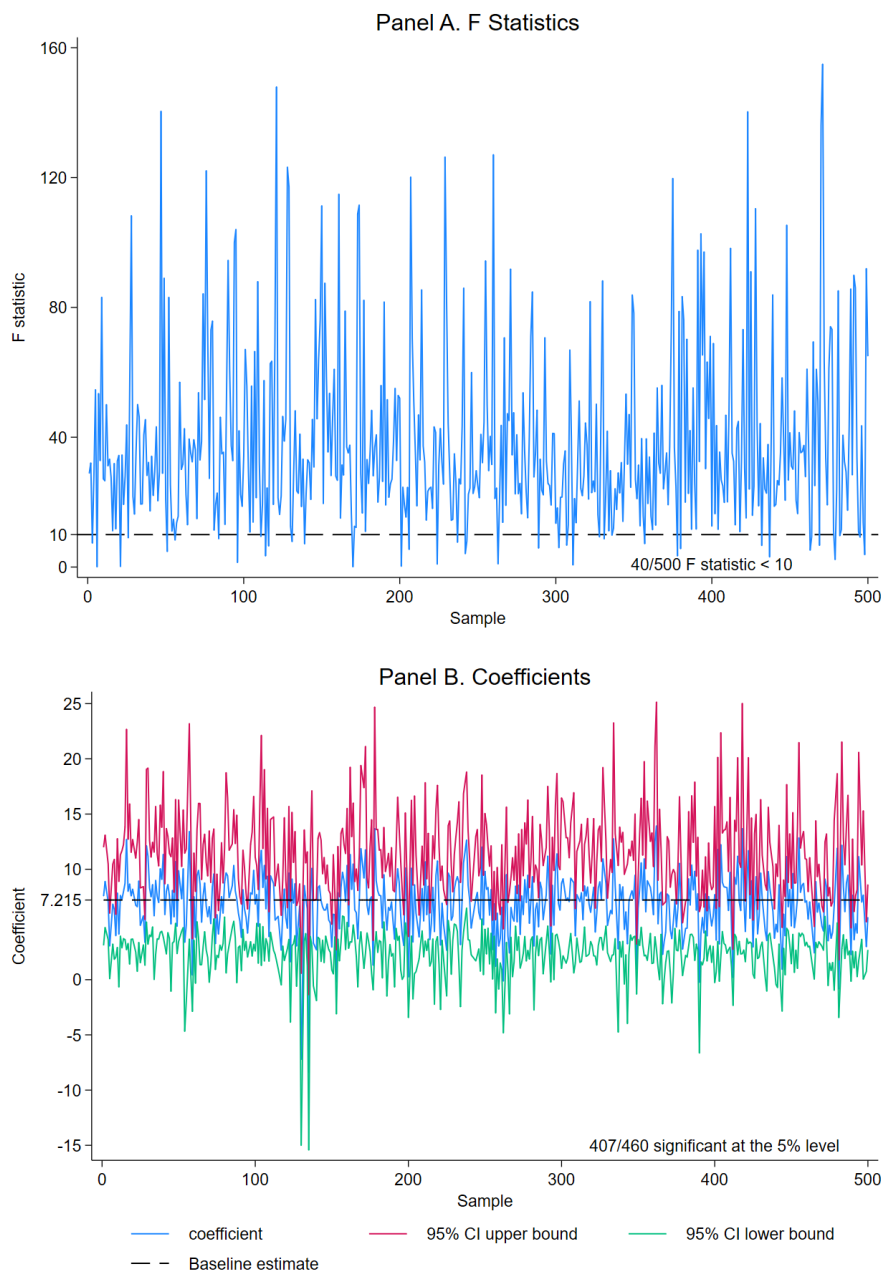 Panel A. F Statistics
160
120
80
40
10
0
F statistic
40/500 F statistic < 10
0 100 200 300 400 500
Sample
Panel B. Coefficients
25
20
15
10
7.215
5
0
-5
-10
-15
Coefficient
407/460 significant at the 5% level
0 100 200 300 400 500
Sample
coefficient 95% CI upper bound 95% CI lower bound
Baseline estimate